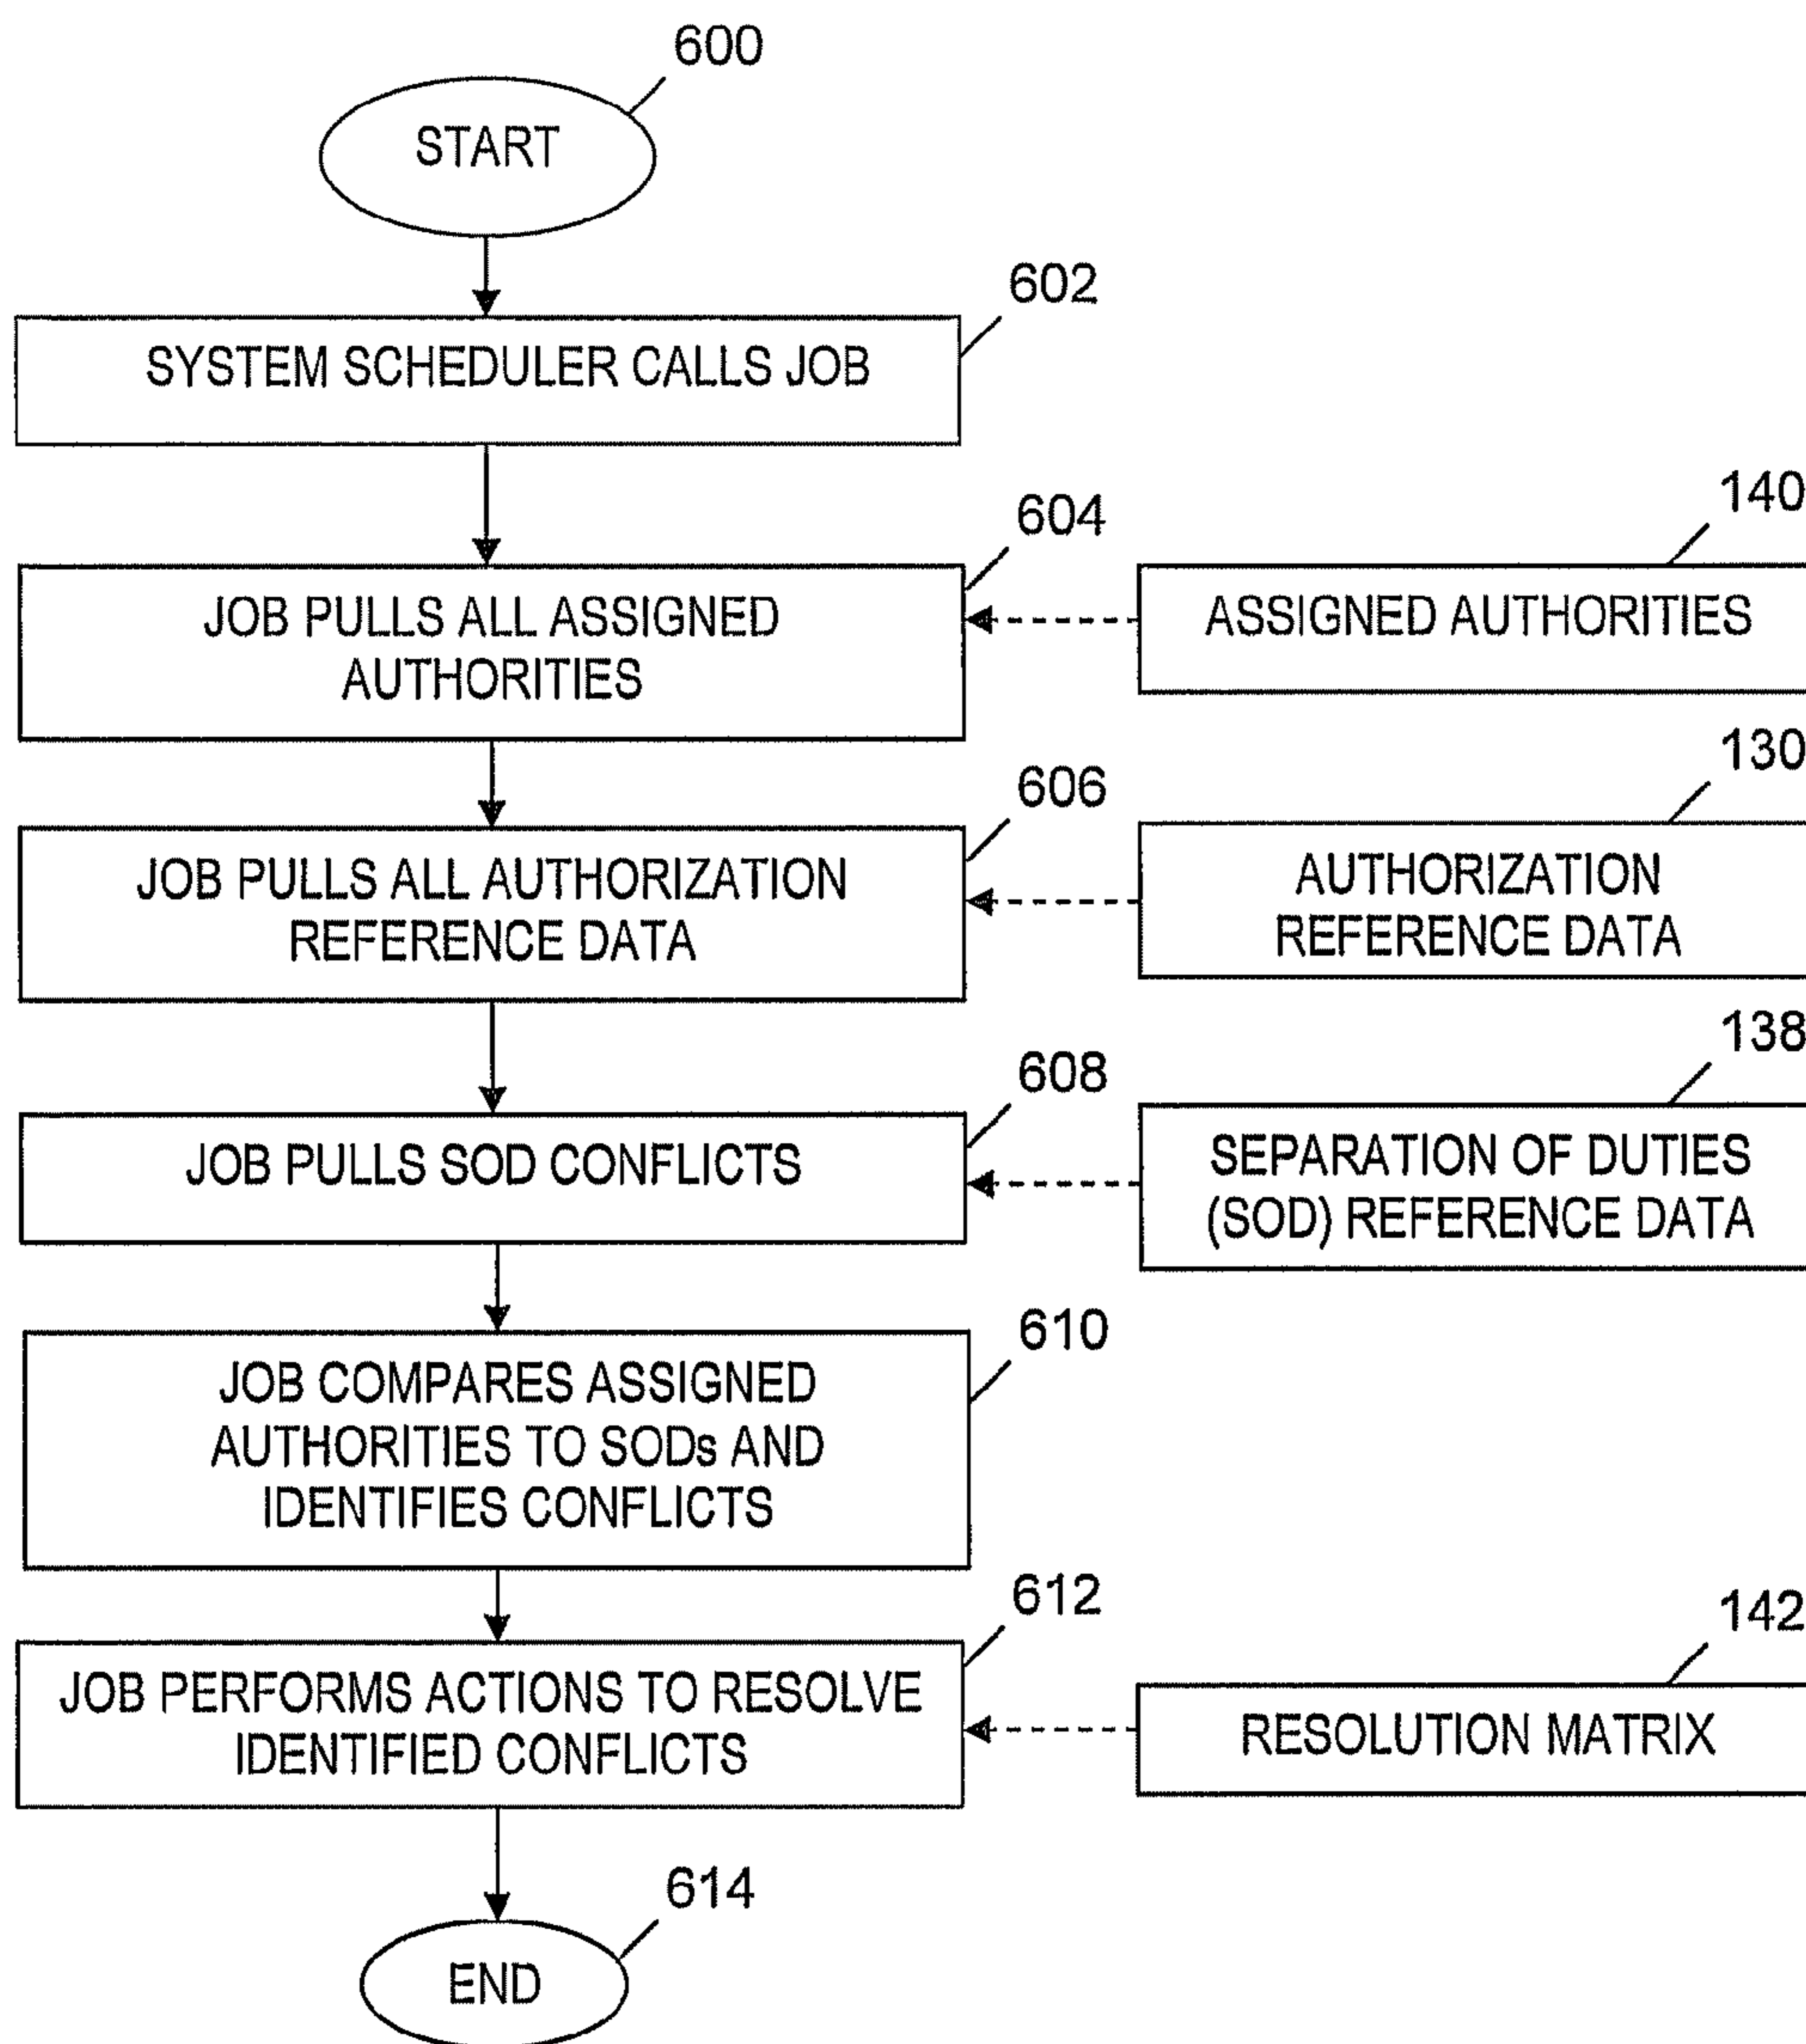 600
START
602
SYSTEM SCHEDULER CALLS JOB
604
JOB PULLS ALL ASSIGNED
AUTHORITIES
140
ASSIGNED AUTHORITIES
606
JOB PULLS ALL AUTHORIZATION
REFERENCE DATA
130
AUTHORIZATION
REFERENCE DATA
608
JOB PULLS SOD CONFLICTS
138
SEPARATION OF DUTIES
(SOD) REFERENCE DATA
610
JOB COMPARES ASSIGNED
AUTHORITIES TO SODs AND
IDENTIFIES CONFLICTS
612
JOB PERFORMS ACTIONS TO RESOLVE
IDENTIFIED CONFLICTS
142
RESOLUTION MATRIX
614
END